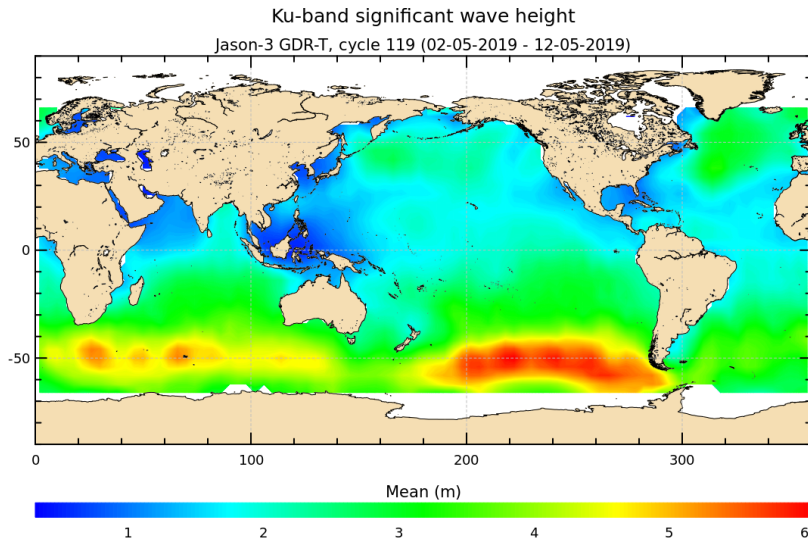 Ku-band significant wave height
Jason-3 GDR-T, cycle 119 (02-05-2019 - 12-05-2019)
50
0
-50
0 100 200 300
Mean (m)
1 2 3 4 5 6